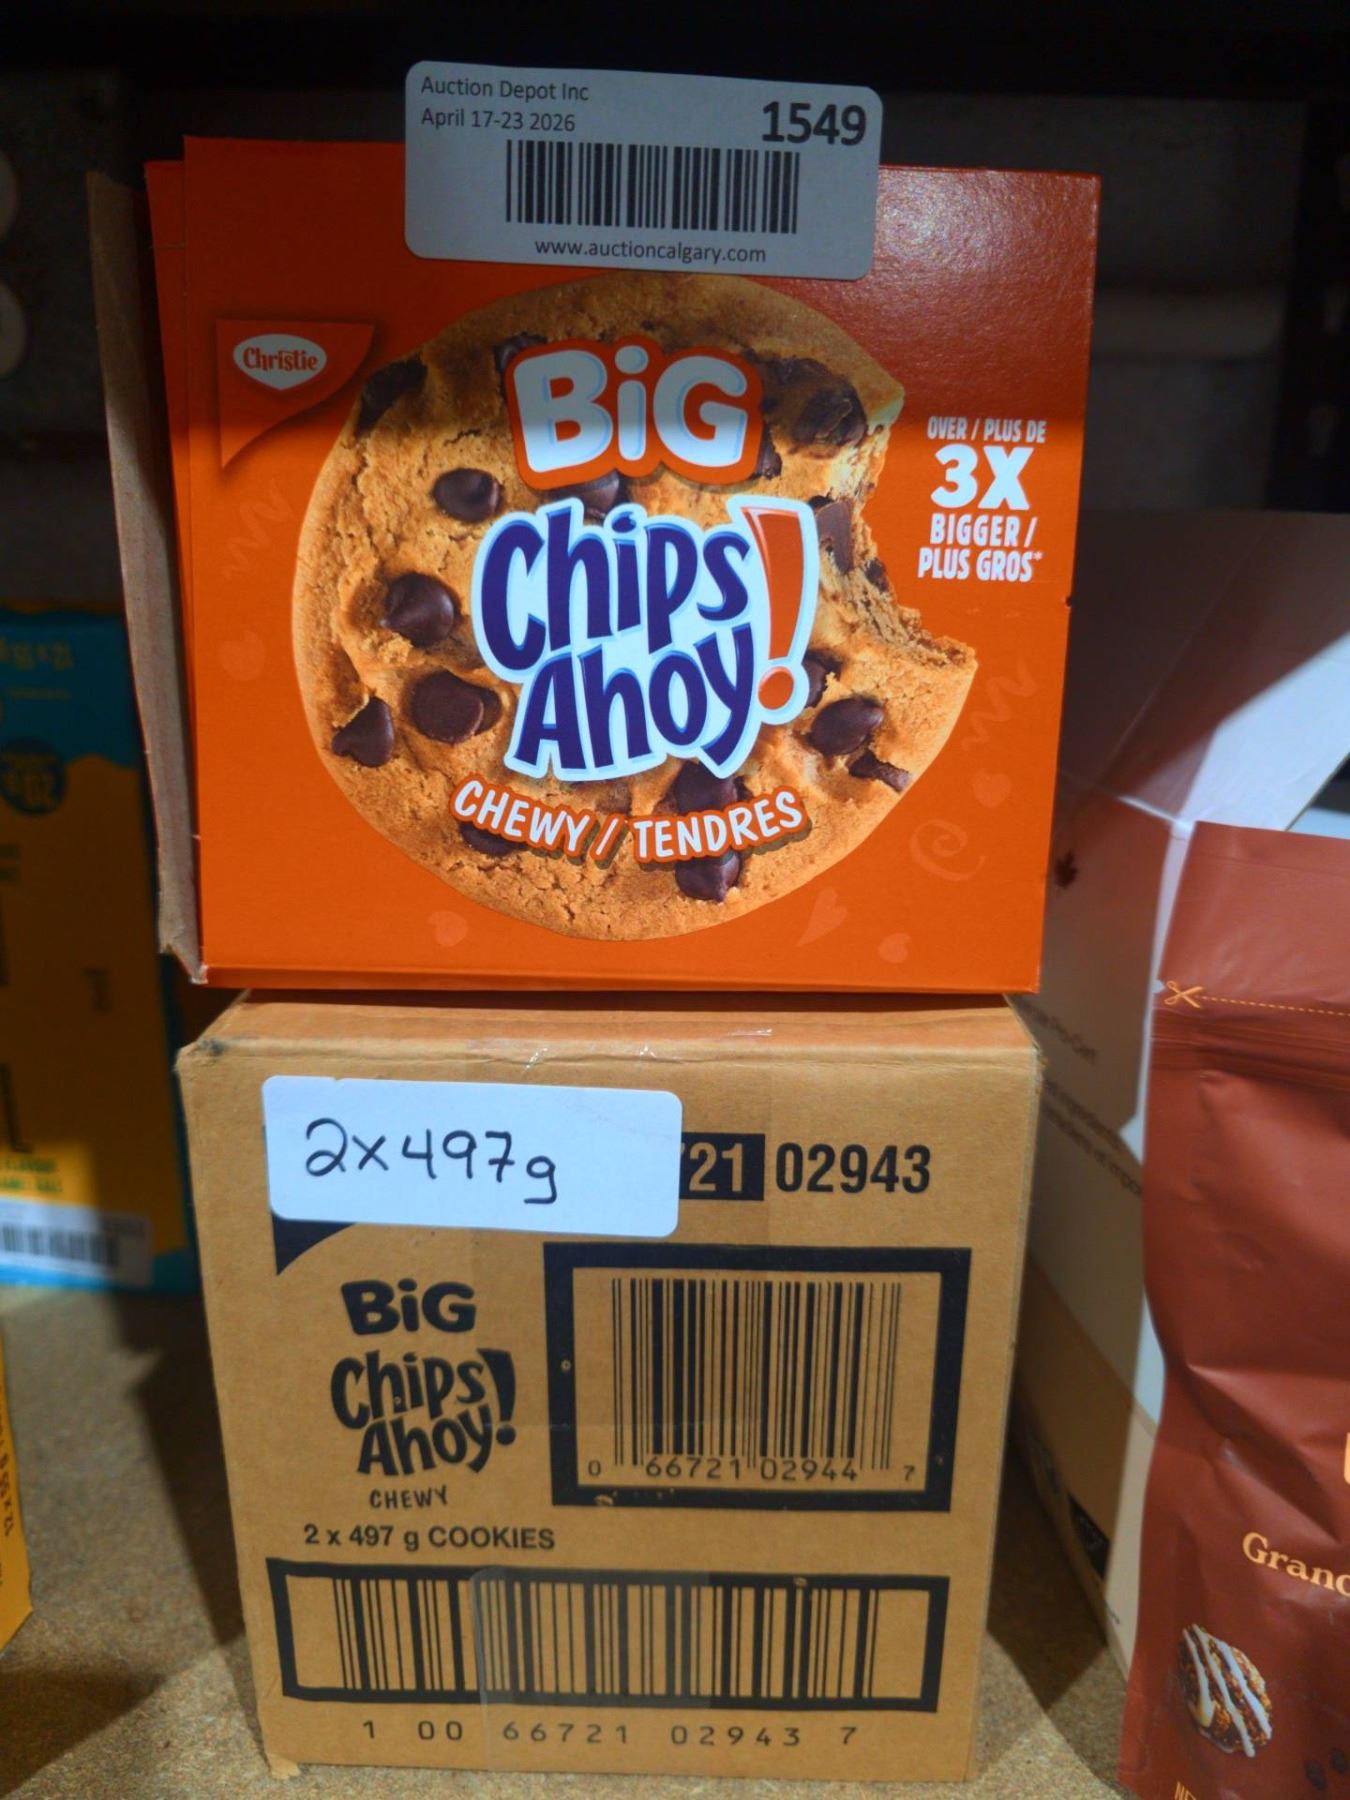 Auction Depot Inc
April 17-23 2026
1549
www.auctioncalgary.com
Christie
BiG
Chips
Ahoy!
CHEWY / TENDRES
OVER / PLUS DE
3X
BIGGER /
PLUS GROS*
2x497g
21 02943
BiG
Chips
Ahoy!
CHEWY
2 x 497 g COOKIES
0 66721 02944 7
1 00 66721 02943 7
Grand